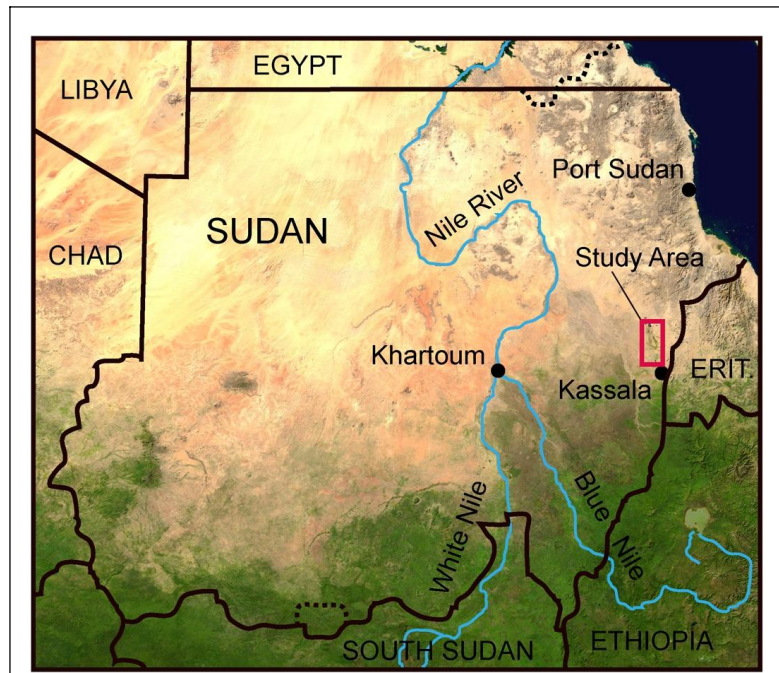 EGYPT
LIBYA
Port Sudan
Nile River
SUDAN
CHAD
Study Area
Khartoum
ERIT.
Kassala
White Nile
Blue Nile
SOUTH SUDAN
ETHIOPÍA